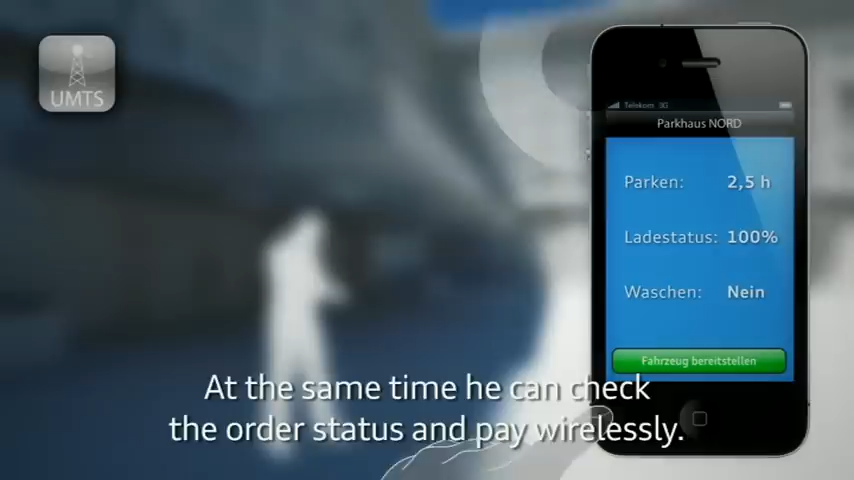 UMTS
Telekom 3G
Parkhaus NORD
Parken: 2,5 h
Ladestatus: 100%
Waschen: Nein
Fahrzeug bereitstellen
At the same time he can check
the order status and pay wirelessly.